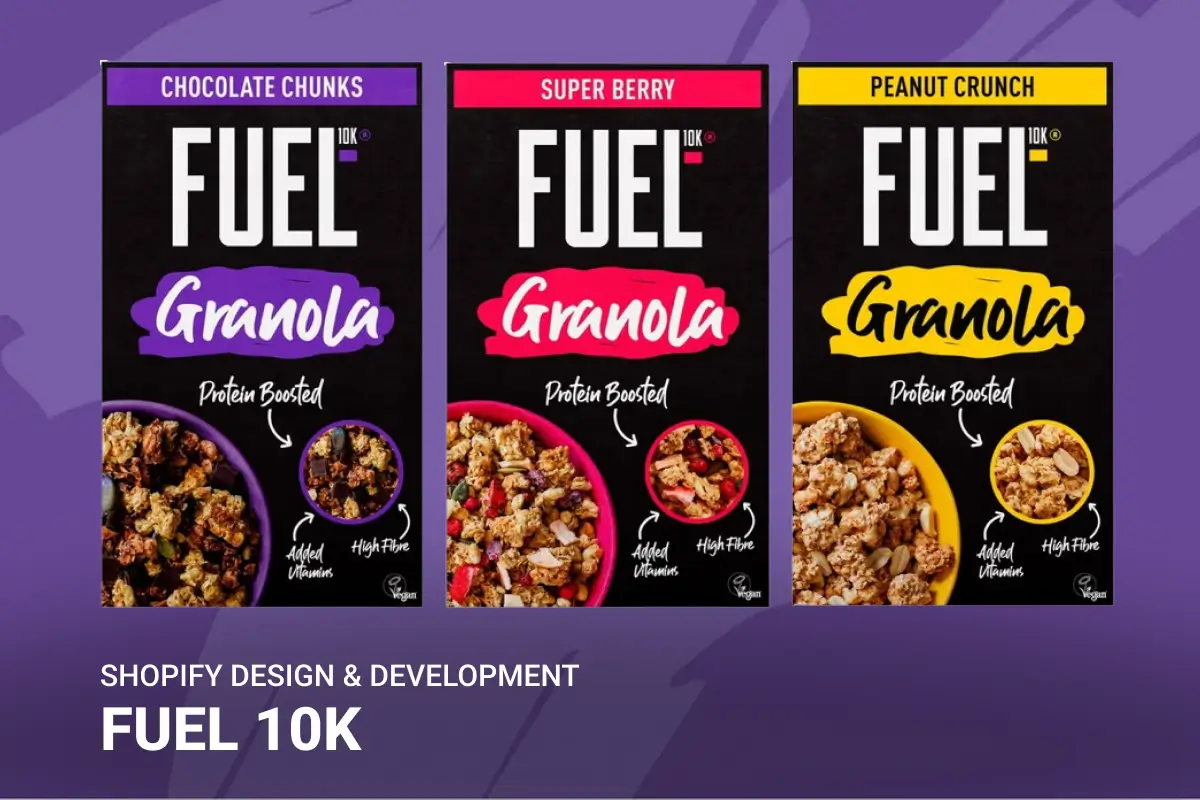 CHOCOLATE CHUNKS
FUEL 10K ®
Granola
Protein Boosted
Added Vitamins
High Fibre
Vegan
SUPER BERRY
FUEL 10K ®
Granola
Protein Boosted
Added Vitamins
High Fibre
Vegan
PEANUT CRUNCH
FUEL 10K ®
Granola
Protein Boosted
Added Vitamins
High Fibre
Vegan
SHOPIFY DESIGN & DEVELOPMENT
FUEL 10K